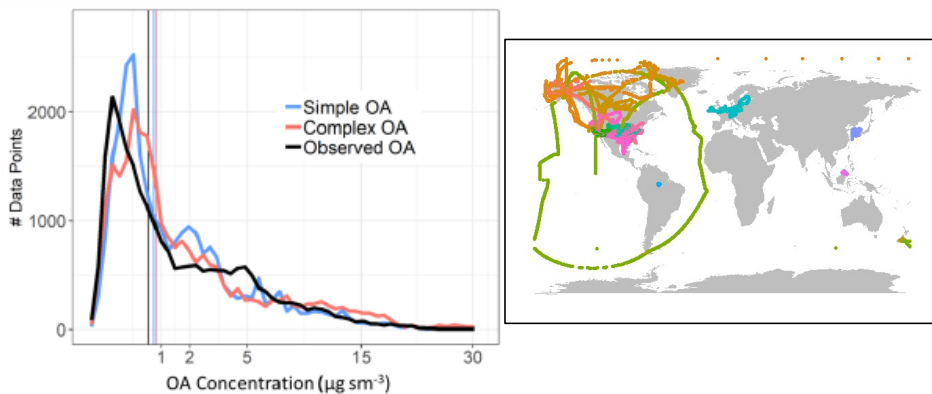 # Data Points
2000
1000
0
Simple OA
Complex OA
Observed OA
1 2 5 15 30
OA Concentration (µg sm⁻³)